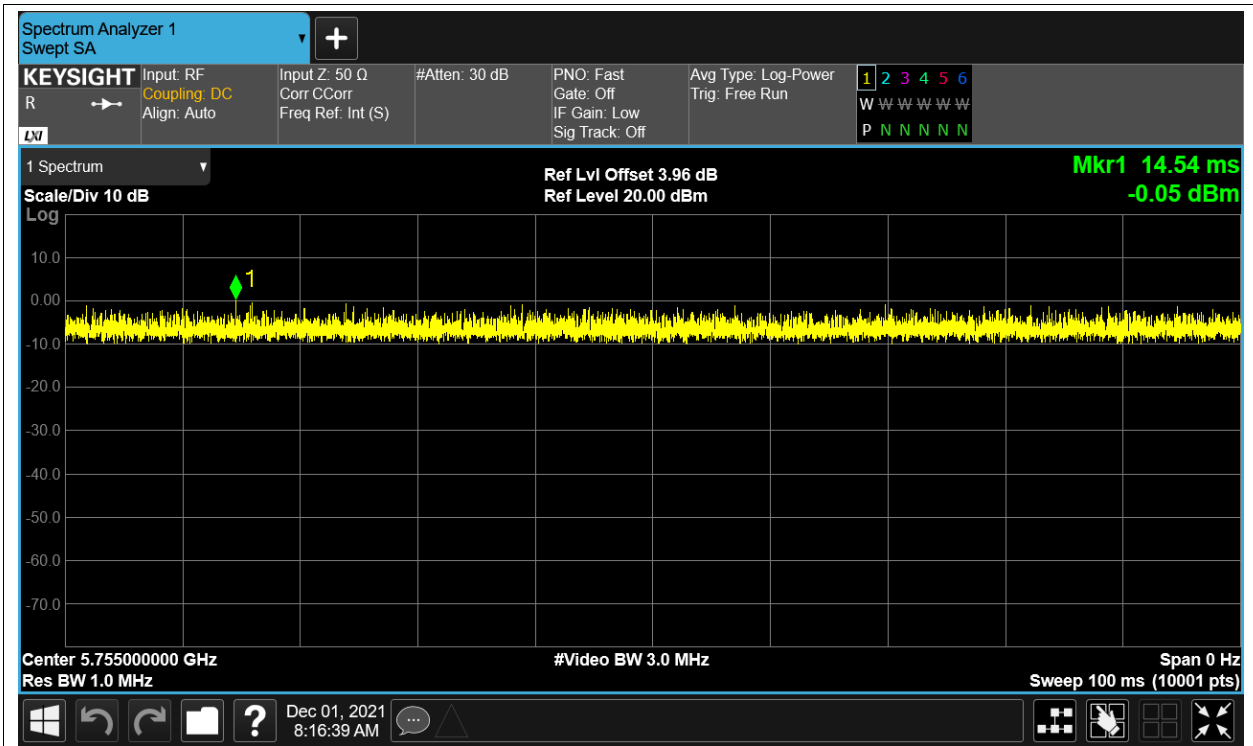 Spectrum Analyzer 1
Swept SA
+
KEYSIGHT
R
LXI
Input: RF
Coupling: DC
Align: Auto
Input Z: 50 Ω
Corr CCorr
Freq Ref: Int (S)
#Atten: 30 dB
PNO: Fast
Gate: Off
IF Gain: Low
Sig Track: Off
Avg Type: Log-Power
Trig: Free Run
1 2 3 4 5 6
W W W W W W
P N N N N N
1 Spectrum
Scale/Div 10 dB
Ref Lvl Offset 3.96 dB
Ref Level 20.00 dBm
Mkr1 14.54 ms
-0.05 dBm
Log
10.0
1
0.00
-10.0
-20.0
-30.0
-40.0
-50.0
-60.0
-70.0
Center 5.755000000 GHz
#Video BW 3.0 MHz
Span 0 Hz
Res BW 1.0 MHz
Sweep 100 ms (10001 pts)
?
Dec 01, 2021
8:16:39 AM